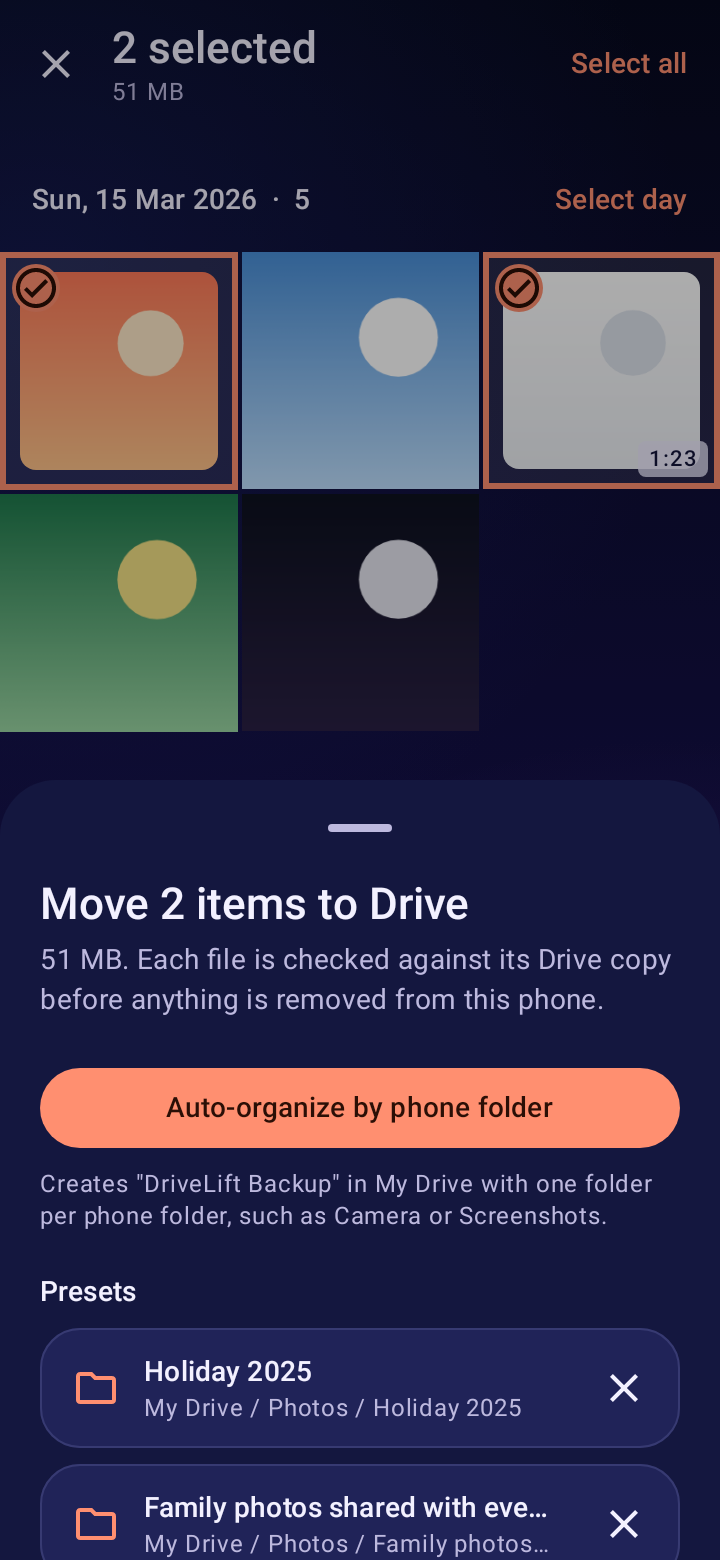 2 selected
51 MB
Select all
Sun, 15 Mar 2026 · 5
Select day
1:23
Move 2 items to Drive
51 MB. Each file is checked against its Drive copy
before anything is removed from this phone.
Auto-organize by phone folder
Creates "DriveLift Backup" in My Drive with one folder
per phone folder, such as Camera or Screenshots.
Presets
Holiday 2025
My Drive / Photos / Holiday 2025
Family photos shared with eve…
My Drive / Photos / Family photos…